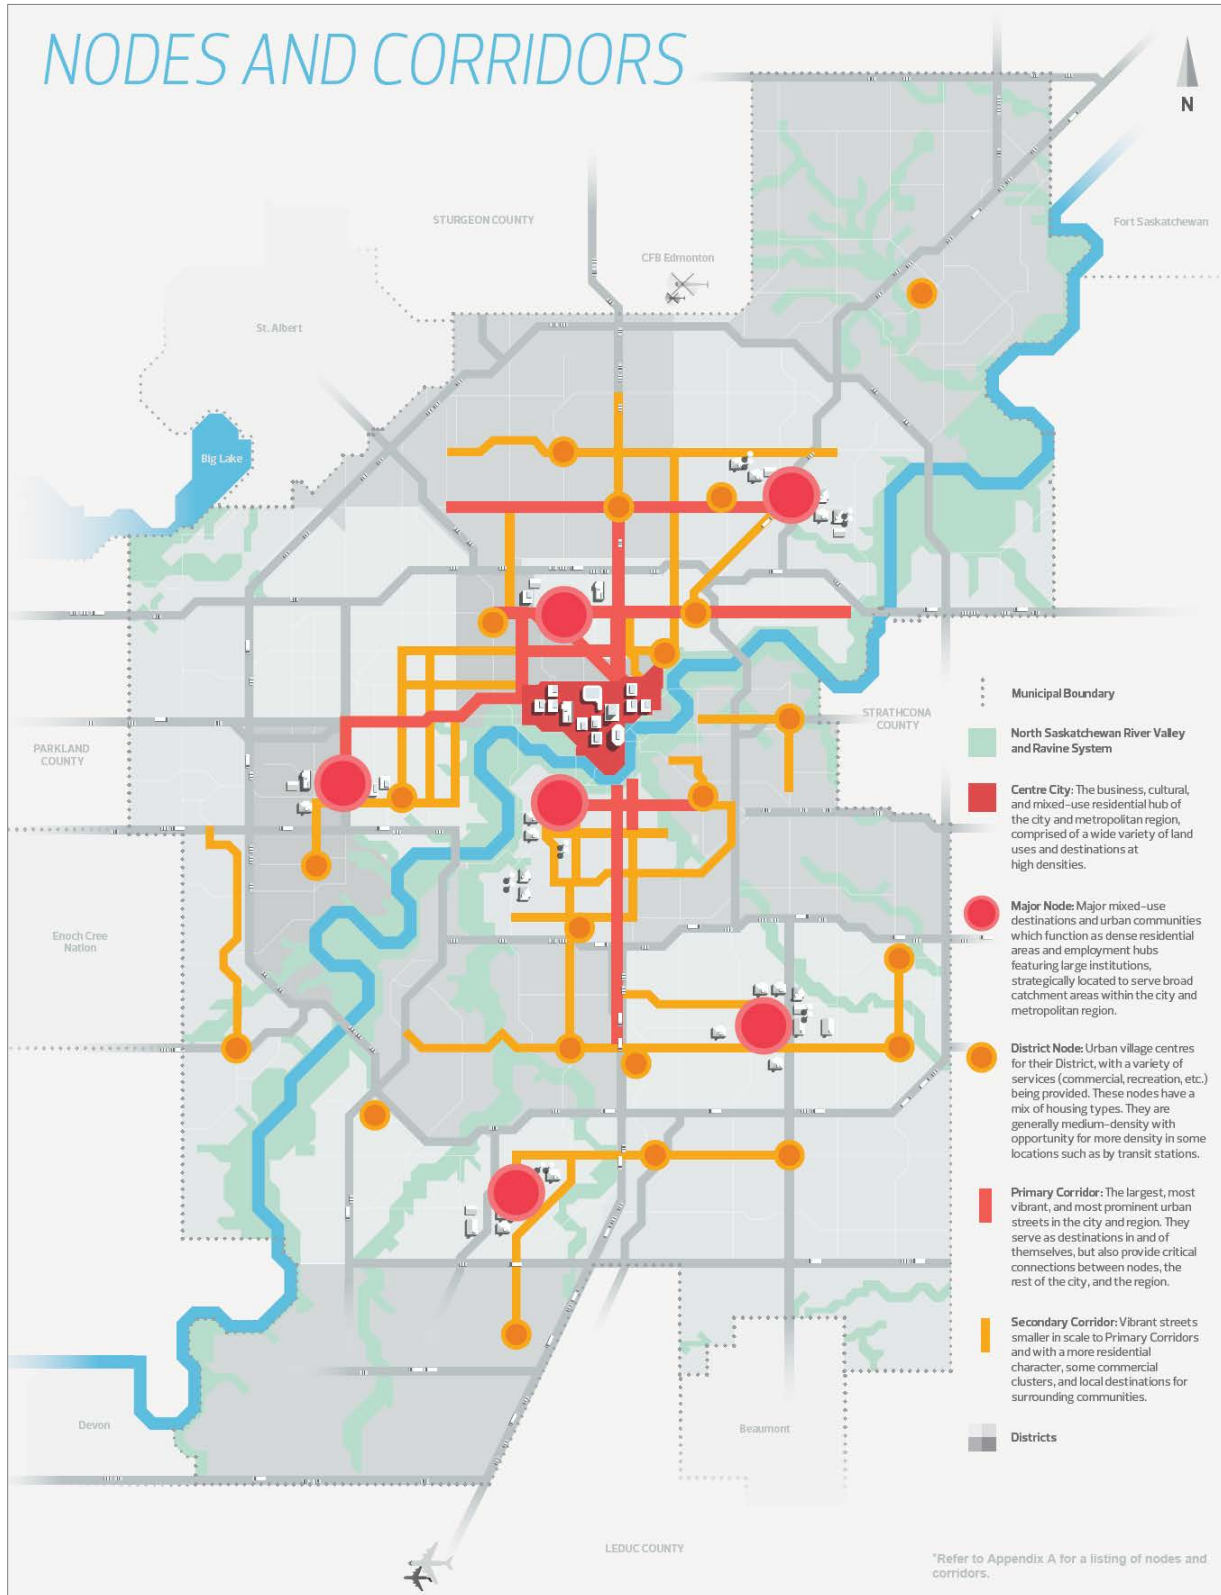 NODES AND CORRIDORS
N
STURGEON COUNTY
Fort Saskatchewan
CFB Edmonton
St. Albert
Big Lake
PARKLAND
COUNTY
STRATHCONA
COUNTY
Enoch Cree
Nation
Devon
Beaumont
LEDUC COUNTY
Municipal Boundary
North Saskatchewan River Valley
and Ravine System
Centre City: The business, cultural,
and mixed-use residential hub of
the city and metropolitan region,
comprised of a wide variety of land
uses and destinations at
high densities.
Major Node: Major mixed-use
destinations and urban communities
which function as dense residential
areas and employment hubs
featuring large institutions,
strategically located to serve broad
catchment areas within the city and
metropolitan region.
District Node: Urban village centres
for their District, with a variety of
services (commercial, recreation, etc.)
being provided. These nodes have a
mix of housing types. They are
generally medium-density with
opportunity for more density in some
locations such as by transit stations.
Primary Corridor: The largest, most
vibrant, and most prominent urban
streets in the city and region. They
serve as destinations in and of
themselves, but also provide critical
connections between nodes, the
rest of the city, and the region.
Secondary Corridor: Vibrant streets
smaller in scale to Primary Corridors
and with a more residential
character, some commercial
clusters, and local destinations for
surrounding communities.
Districts
*Refer to Appendix A for a listing of nodes and
corridors.